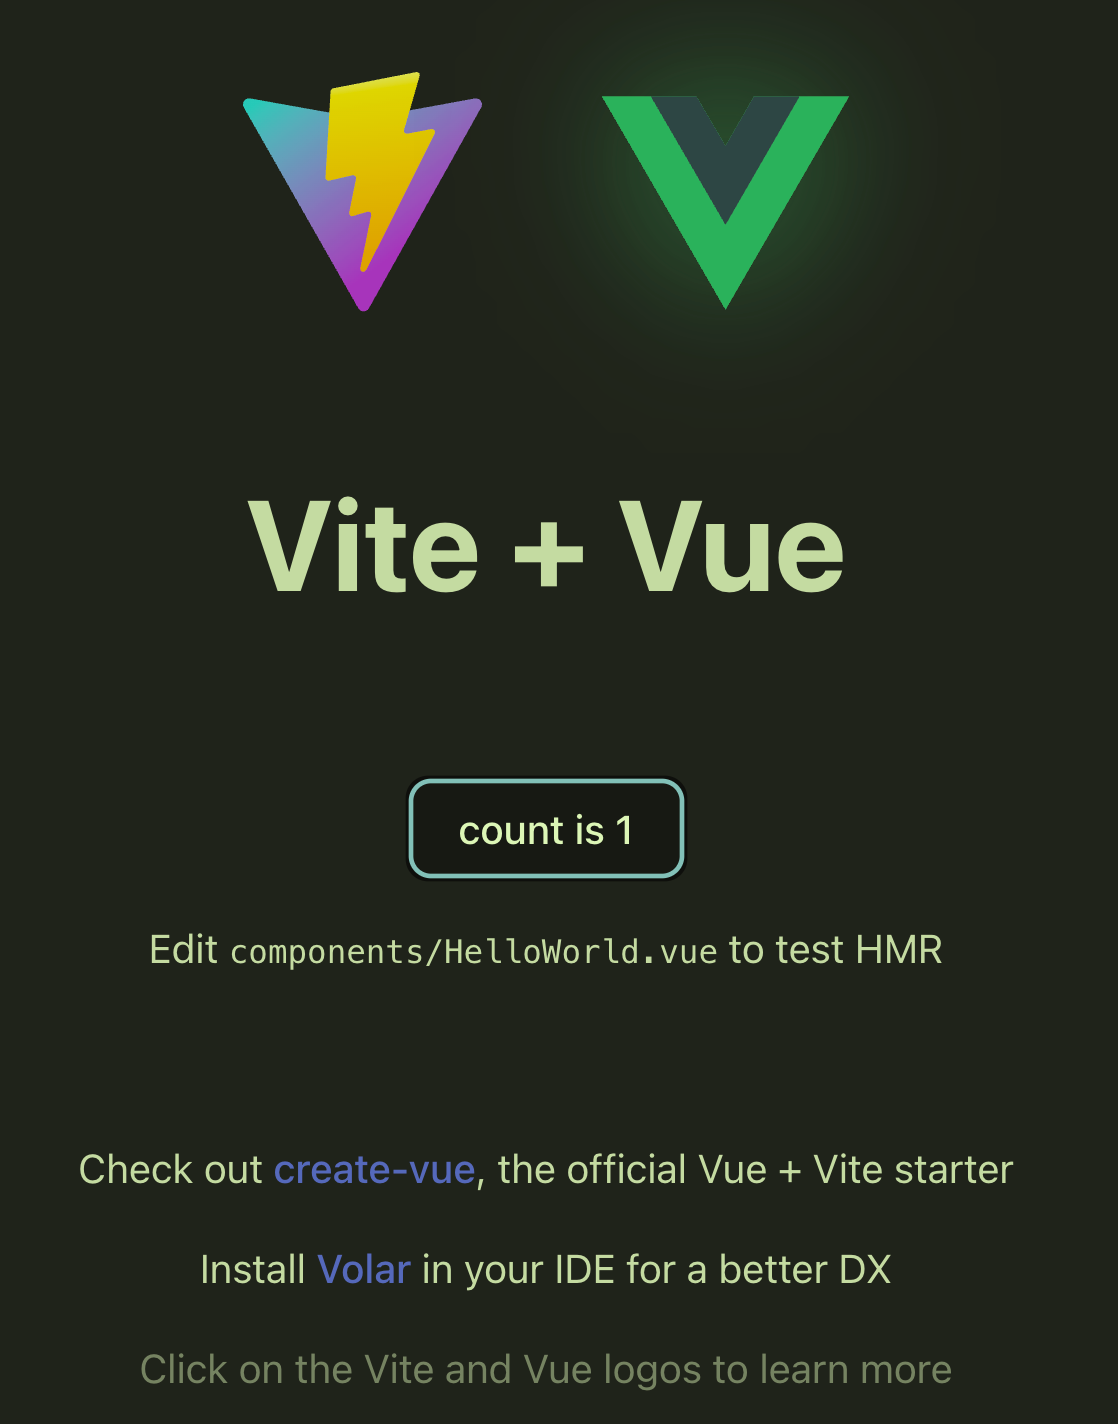 Vite + Vue
count is 1
Edit components/HelloWorld.vue to test HMR
Check out create-vue, the official Vue + Vite starter
Install Volar in your IDE for a better DX
Click on the Vite and Vue logos to learn more